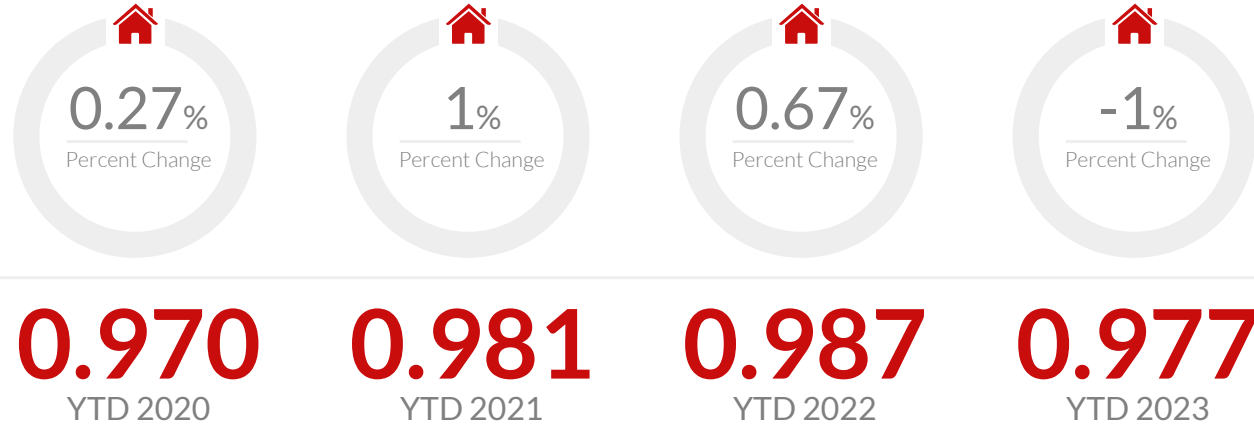 0.27%
Percent Change
1%
Percent Change
0.67%
Percent Change
-1%
Percent Change
0.970
YTD 2020
0.981
YTD 2021
0.987
YTD 2022
0.977
YTD 2023